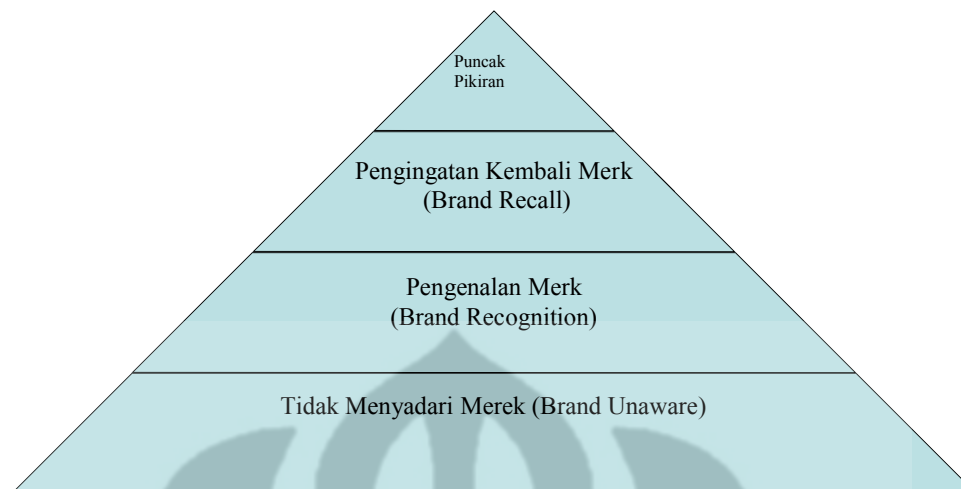 Puncak
Pikiran
Pengingatan Kembali Merk
(Brand Recall)
Pengenalan Merk
(Brand Recognition)
Tidak Menyadari Merek (Brand Unaware)